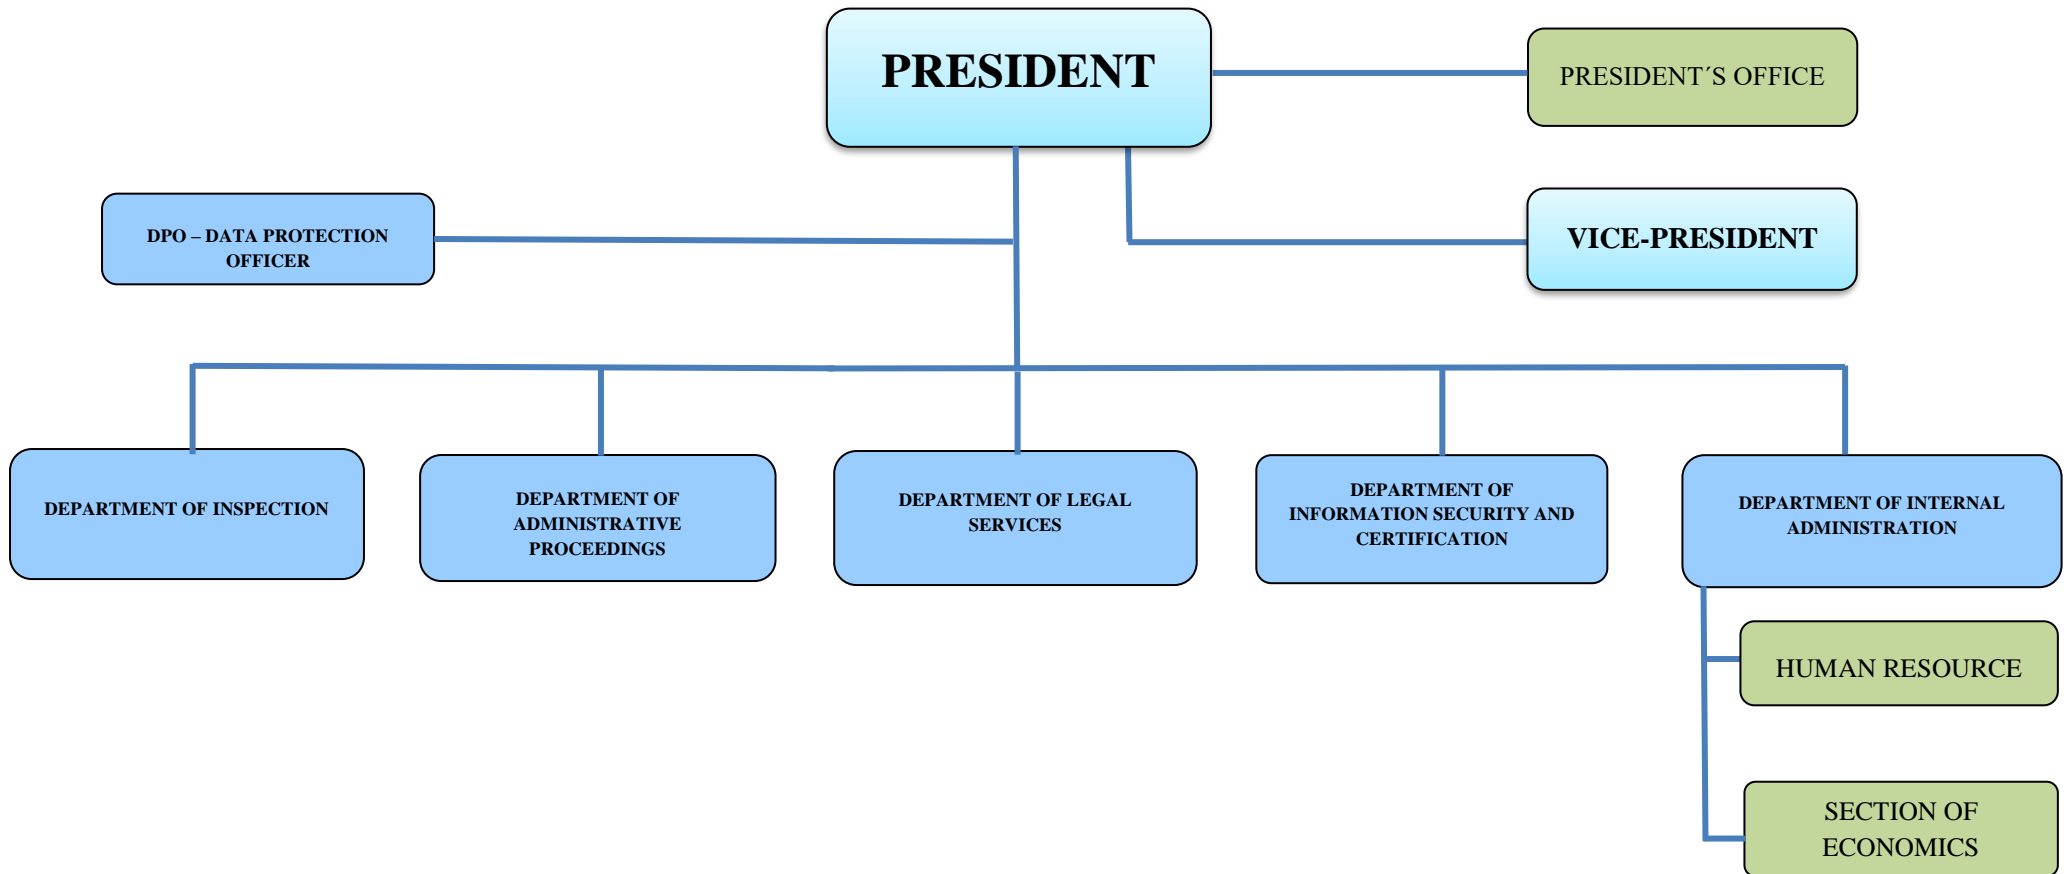 PRESIDENT
PRESIDENT´S OFFICE
DPO – DATA PROTECTION
OFFICER
VICE-PRESIDENT
DEPARTMENT OF INSPECTION
DEPARTMENT OF
ADMINISTRATIVE
PROCEEDINGS
DEPARTMENT OF LEGAL
SERVICES
DEPARTMENT OF
INFORMATION SECURITY AND
CERTIFICATION
DEPARTMENT OF INTERNAL
ADMINISTRATION
HUMAN RESOURCE
SECTION OF
ECONOMICS